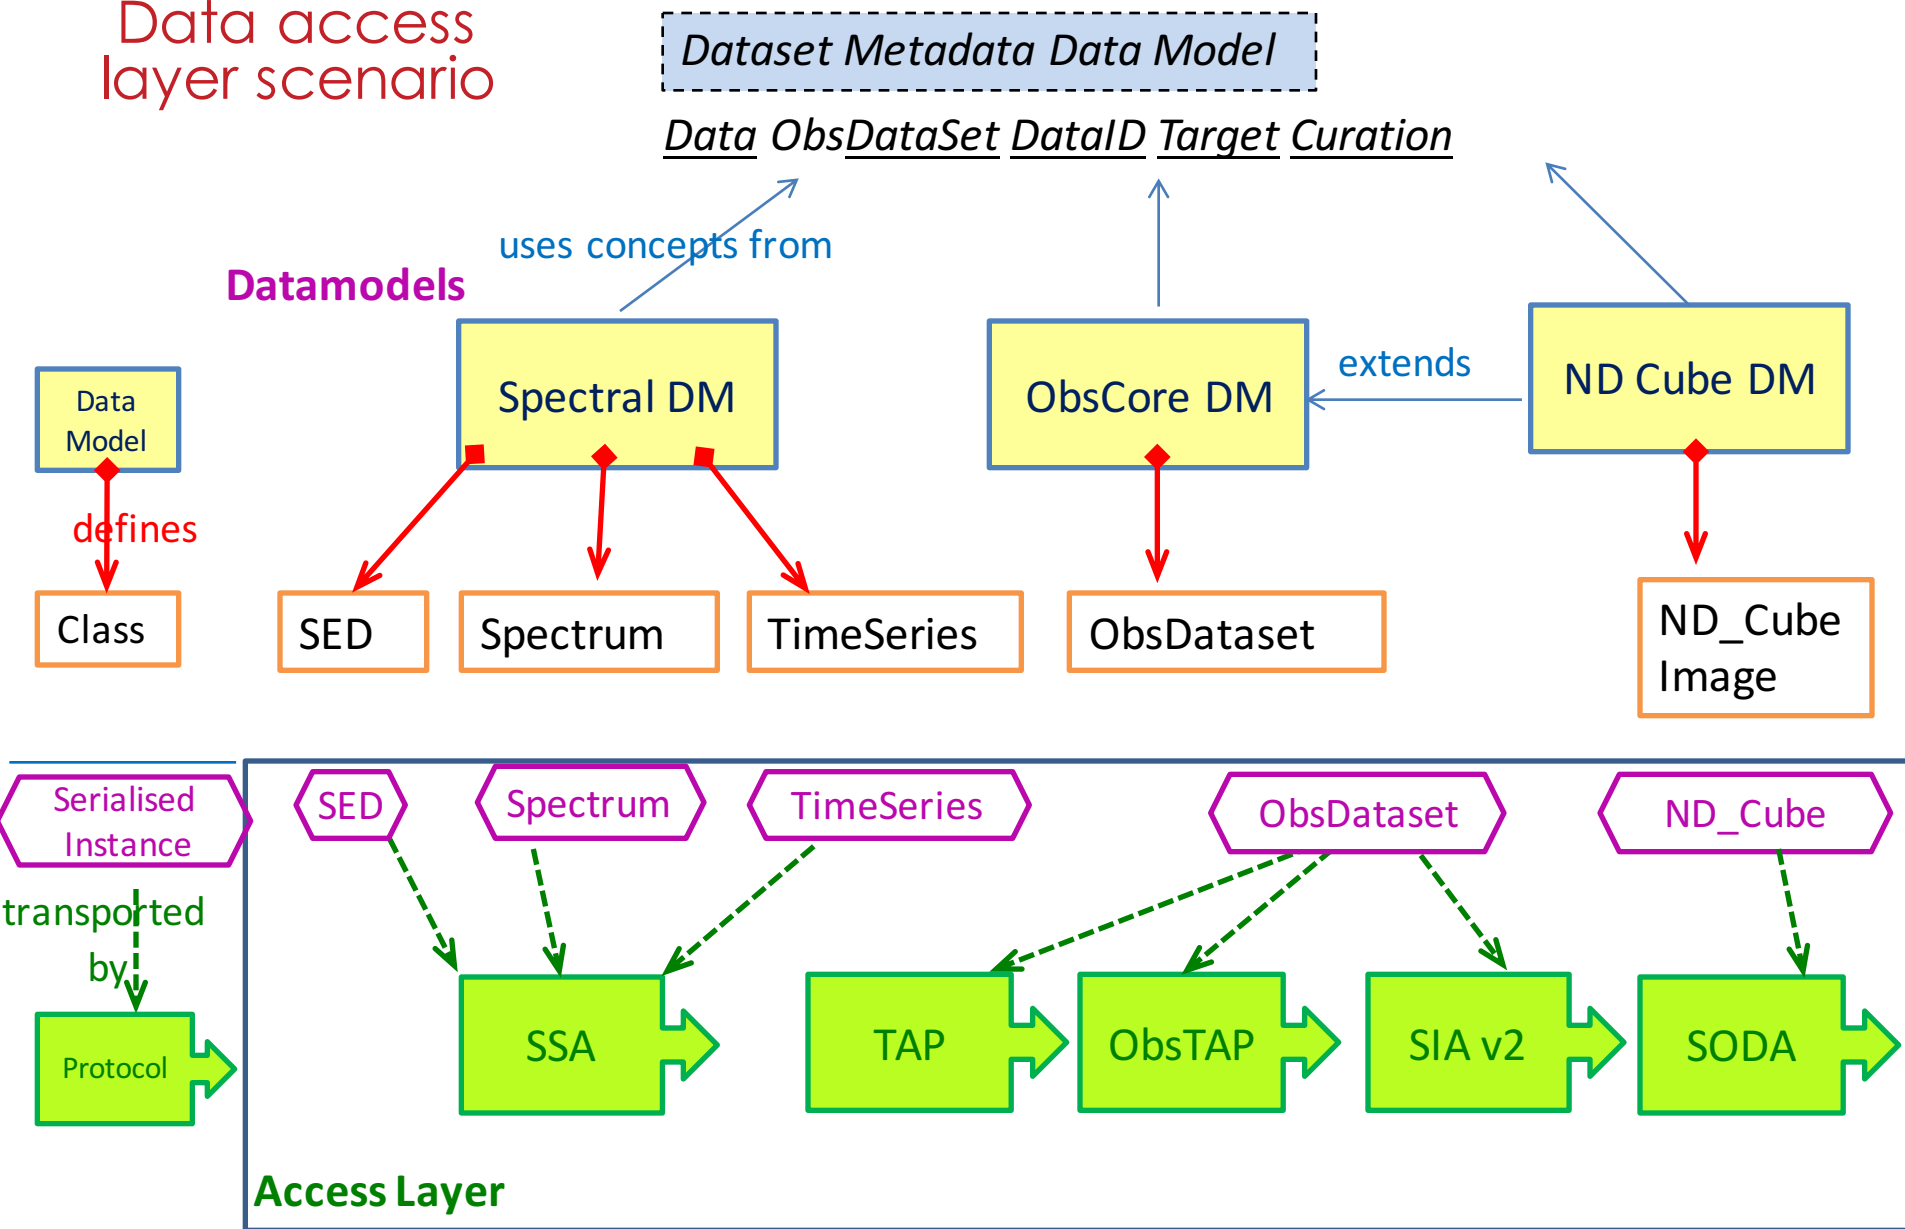 Data access
layer scenario
Dataset Metadata Data Model
Data ObsDataSet DataID Target Curation
uses concepts from
Datamodels
Data
Model
Spectral DM
ObsCore DM
extends
ND Cube DM
defines
Class
SED
Spectrum
TimeSeries
ObsDataset
ND_Cube
Image
Serialised
Instance
SED
Spectrum
TimeSeries
ObsDataset
ND_Cube
transported
by
Protocol
SSA
TAP
ObsTAP
SIA v2
SODA
Access Layer